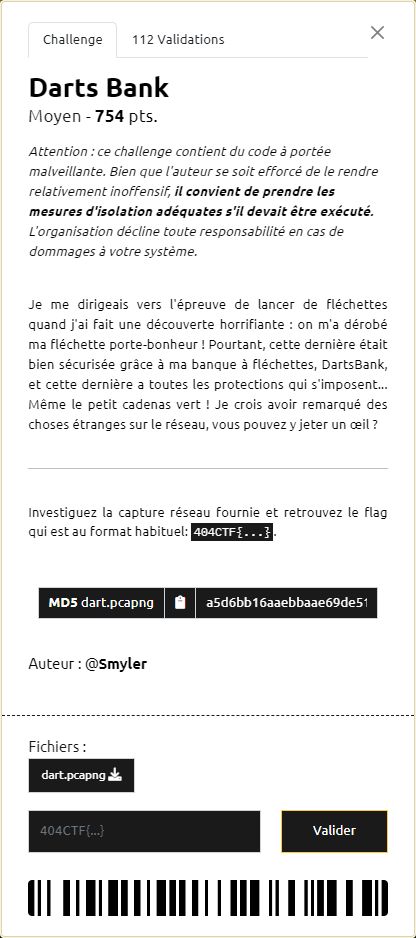 Challenge
112 Validations
Darts Bank
Moyen - 754 pts.
Attention : ce challenge contient du code à portée
malveillante. Bien que l'auteur se soit efforcé de le rendre
relativement inoffensif, il convient de prendre les
mesures d'isolation adéquates s'il devait être exécuté.
L'organisation décline toute responsabilité en cas de
dommages à votre système.
Je me dirigeais vers l'épreuve de lancer de fléchettes
quand j'ai fait une découverte horrifiante : on m'a dérobé
ma fléchette porte-bonheur ! Pourtant, cette dernière était
bien sécurisée grâce à ma banque à fléchettes, DartsBank,
et cette dernière a toutes les protections qui s'imposent...
Même le petit cadenas vert ! Je crois avoir remarqué des
choses étranges sur le réseau, vous pouvez y jeter un œil ?
Investiguez la capture réseau fournie et retrouvez le flag
qui est au format habituel: 404CTF{...}.
MD5 dart.pcapng
a5d6bb16aaebbaae69de51
Auteur : @Smyler
Fichiers :
dart.pcapng
404CTF{...}
Valider